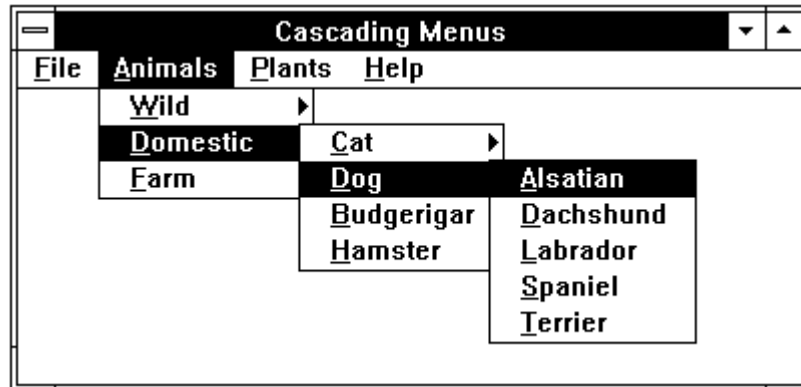 Cascading Menus
File Animals Plants Help
Wild
Domestic Cat
Farm Dog Alsatian
Budgerigar Dachshund
Hamster Labrador
Spaniel
Terrier